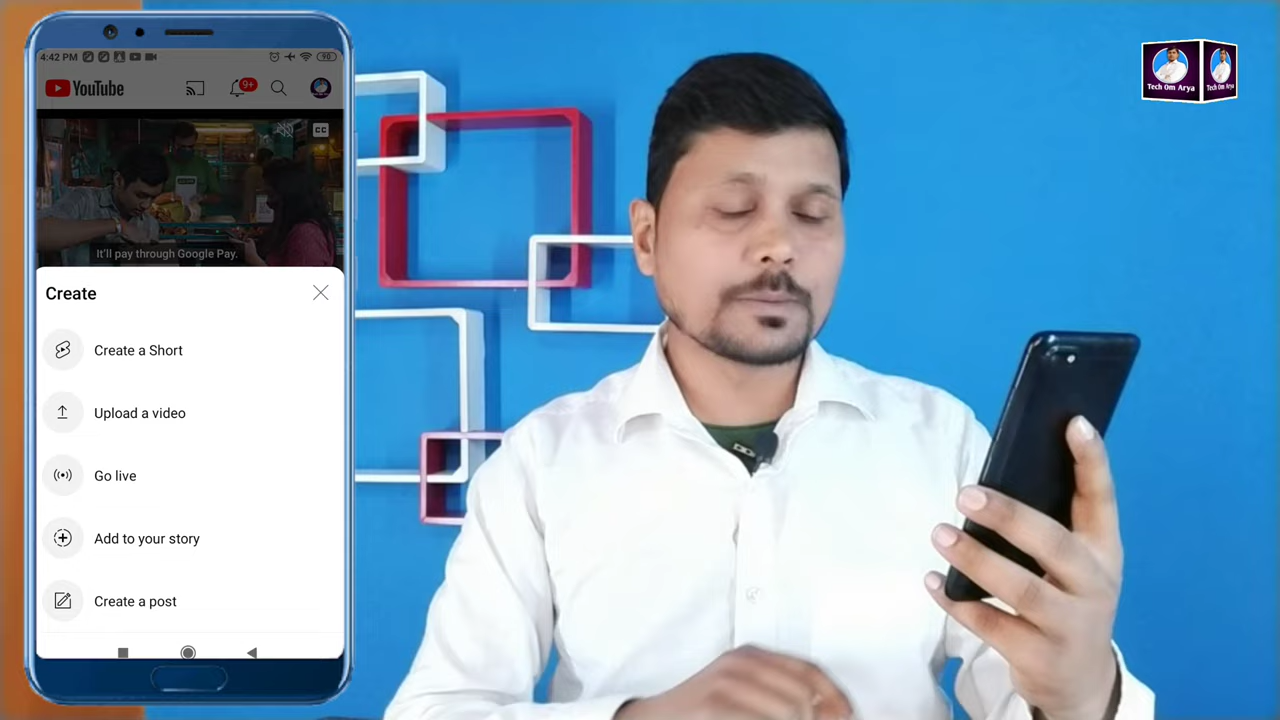 4:42 PM
90
YouTube
9+
CC
It'll pay through Google Pay.
Create
Create a Short
Upload a video
Go live
Add to your story
Create a post
Tech Om Arya
Tech Om Arya